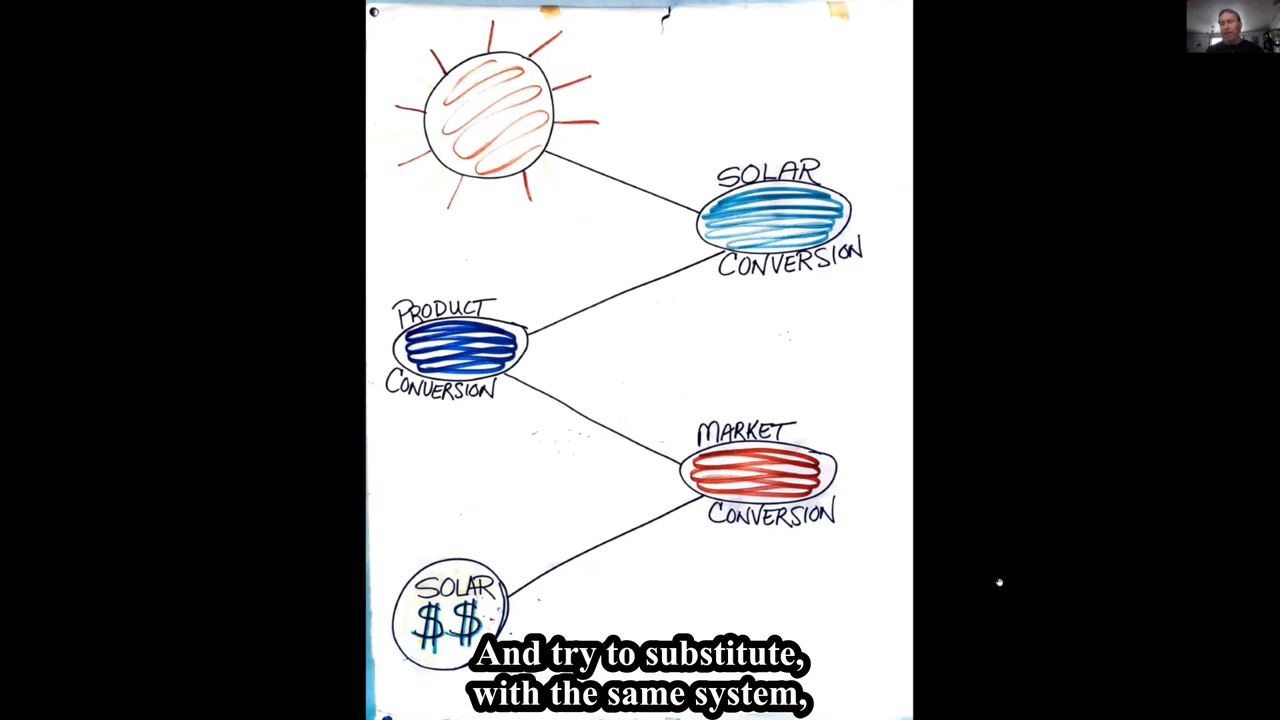 SOLAR
CONVERSION
PRODUCT
CONVERSION
MARKET
CONVERSION
SOLAR
$$
And try to substitute,
with the same system,